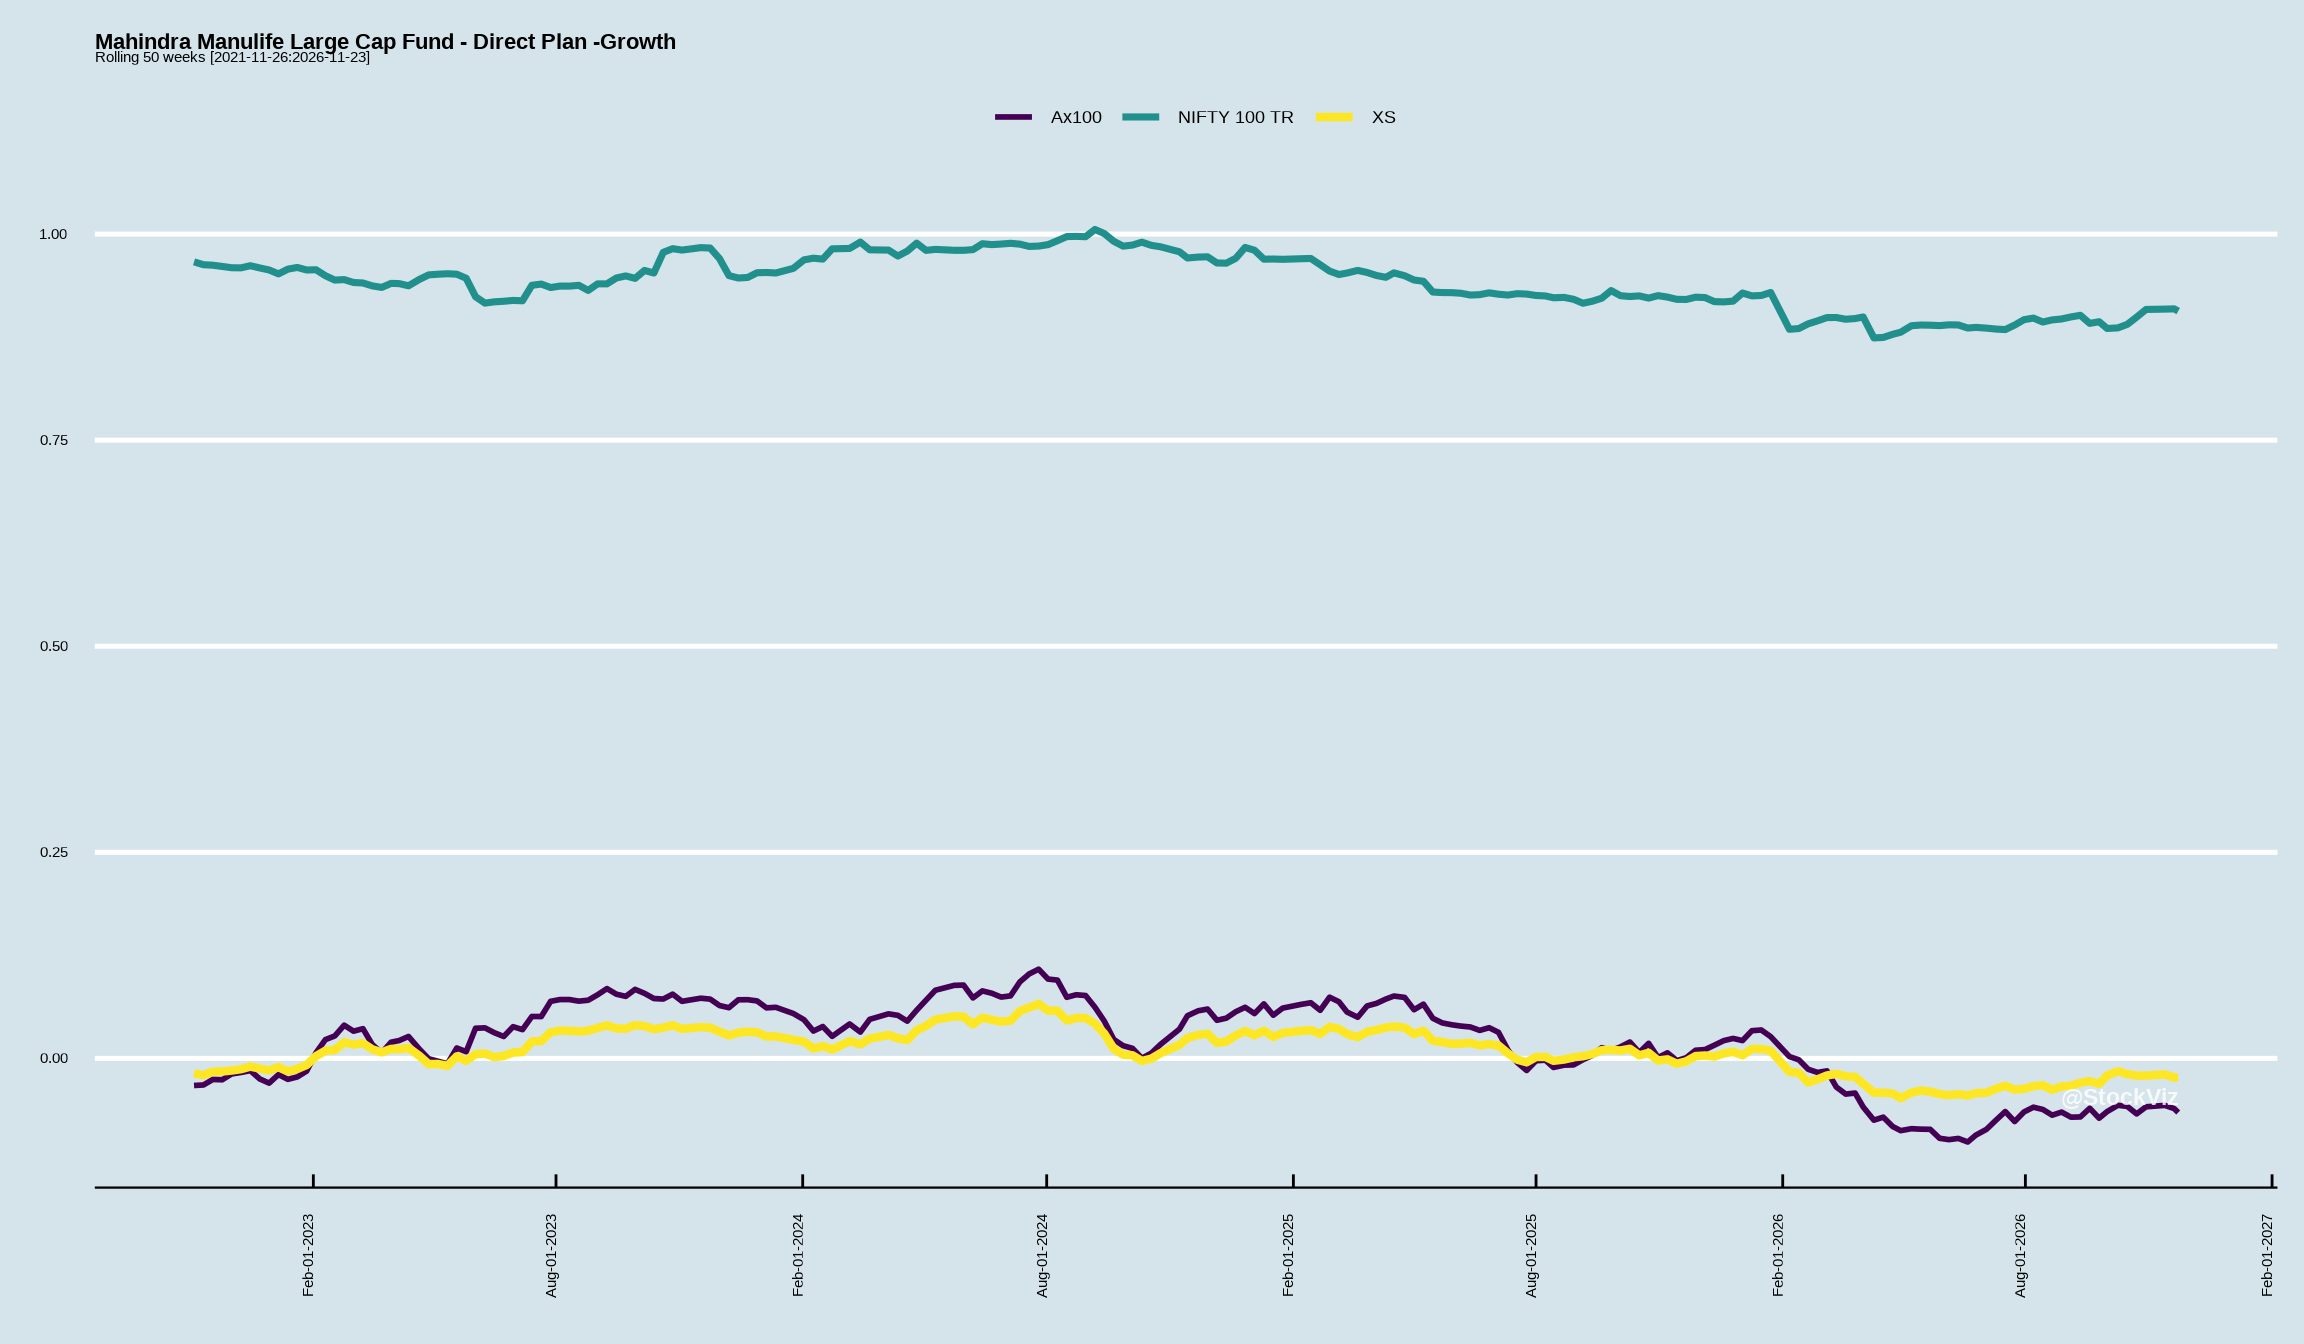 Mahindra Manulife Large Cap Fund - Direct Plan -Growth
Rolling 50 weeks [2021-11-26:2026-11-23]
Ax100 NIFTY 100 TR XS
1.00
0.75
0.50
0.25
0.00
@StockViz
Feb-01-2023 Aug-01-2023 Feb-01-2024 Aug-01-2024 Feb-01-2025 Aug-01-2025 Feb-01-2026 Aug-01-2026 Feb-01-2027